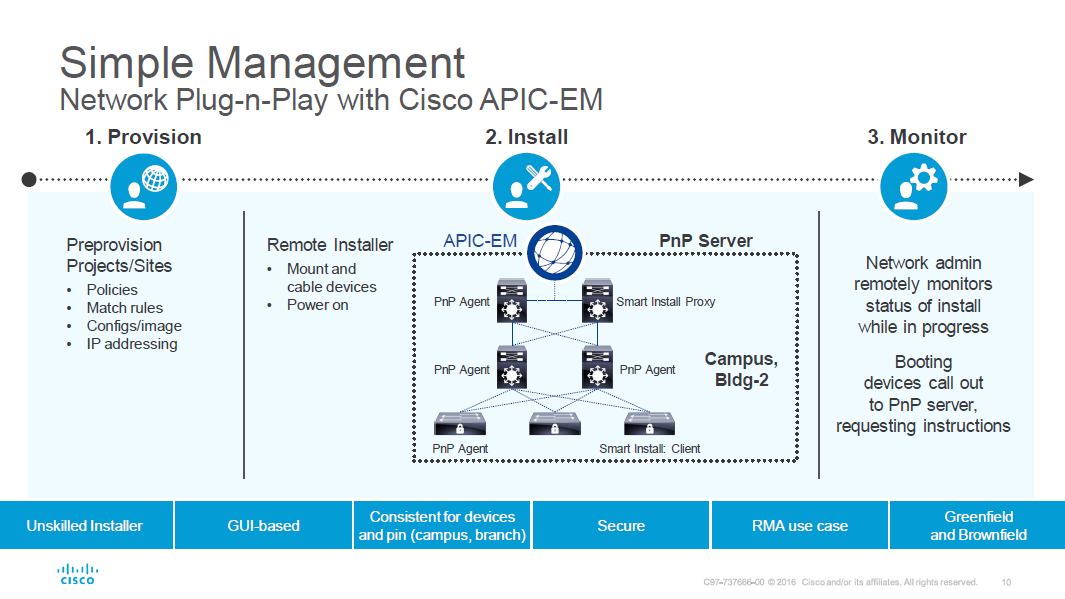 Simple Management
Network Plug-n-Play with Cisco APIC-EM
1. Provision
2. Install
3. Monitor
Preprovision
Projects/Sites
• Policies
• Match rules
• Configs/image
• IP addressing
Remote Installer
• Mount and
cable devices
• Power on
APIC-EM
PnP Server
PnP Agent
Smart Install Proxy
PnP Agent
PnP Agent
Campus,
Bldg-2
PnP Agent
Smart Install: Client
Network admin
remotely monitors
status of install
while in progress
Booting
devices call out
to PnP server,
requesting instructions
Unskilled Installer
GUI-based
Consistent for devices
and pin (campus, branch)
Secure
RMA use case
Greenfield
and Brownfield
CISCO
C97-737666-00 © 2016 Cisco and/or its affiliates. All rights reserved. 10